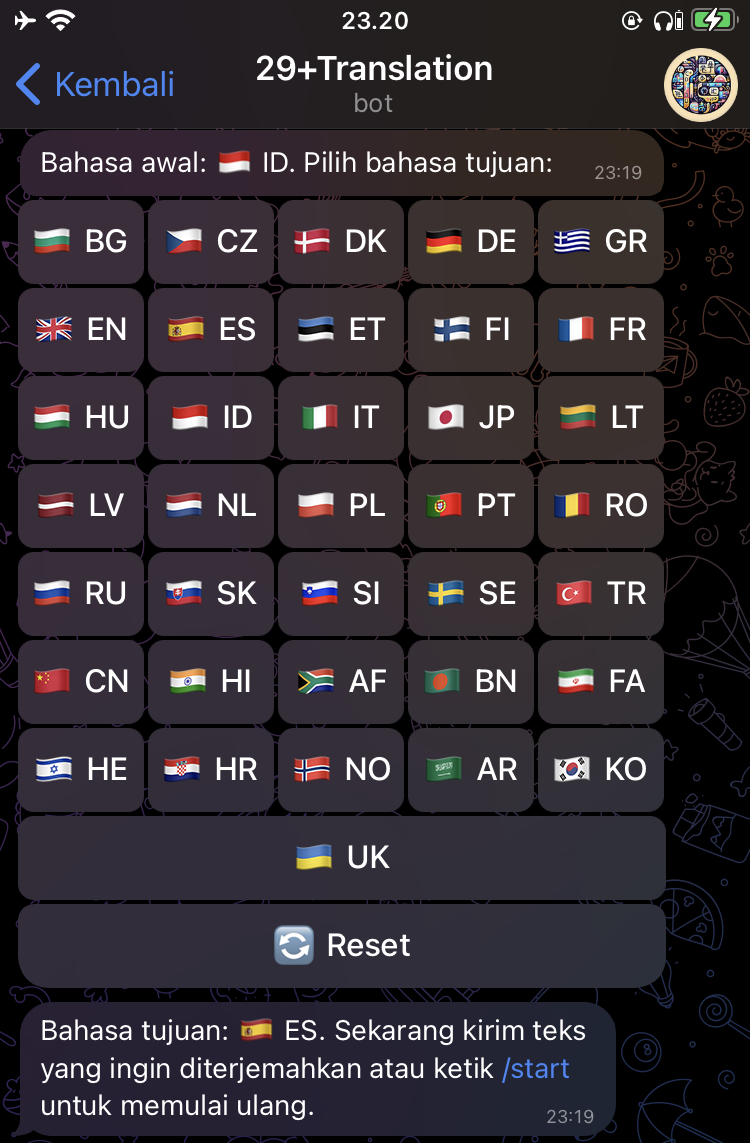 23.20
Kembali
29+Translation
bot
Bahasa awal: 🇮🇩 ID. Pilih bahasa tujuan:
23:19
🇧🇬 BG 🇨🇿 CZ 🇩🇰 DK 🇩🇪 DE 🇬🇷 GR
🇬🇧 EN 🇪🇸 ES 🇪🇪 ET 🇫🇮 FI 🇫🇷 FR
🇭🇺 HU 🇮🇩 ID 🇮🇹 IT 🇯🇵 JP 🇱🇹 LT
🇱🇻 LV 🇳🇱 NL 🇵🇱 PL 🇵🇹 PT 🇷🇴 RO
🇷🇺 RU 🇸🇰 SK 🇸🇮 SI 🇸🇪 SE 🇹🇷 TR
🇨🇳 CN 🇮🇳 HI 🇿🇦 AF 🇧🇩 BN 🇮🇷 FA
🇮🇱 HE 🇭🇷 HR 🇳🇴 NO 🇸🇦 AR 🇰🇷 KO
🇺🇦 UK
🔄 Reset
Bahasa tujuan: 🇪🇸 ES. Sekarang kirim teks
yang ingin diterjemahkan atau ketik /start
untuk memulai ulang.
23:19